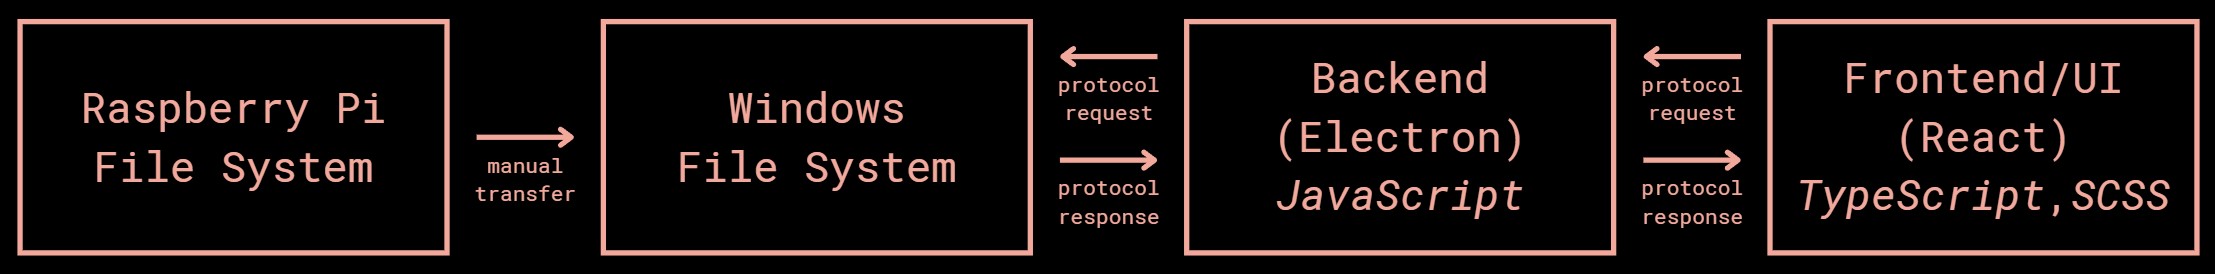 Raspberry Pi
File System
manual
transfer
Windows
File System
protocol
request
protocol
response
Backend
(Electron)
JavaScript
protocol
request
protocol
response
Frontend/UI
(React)
TypeScript,SCSS